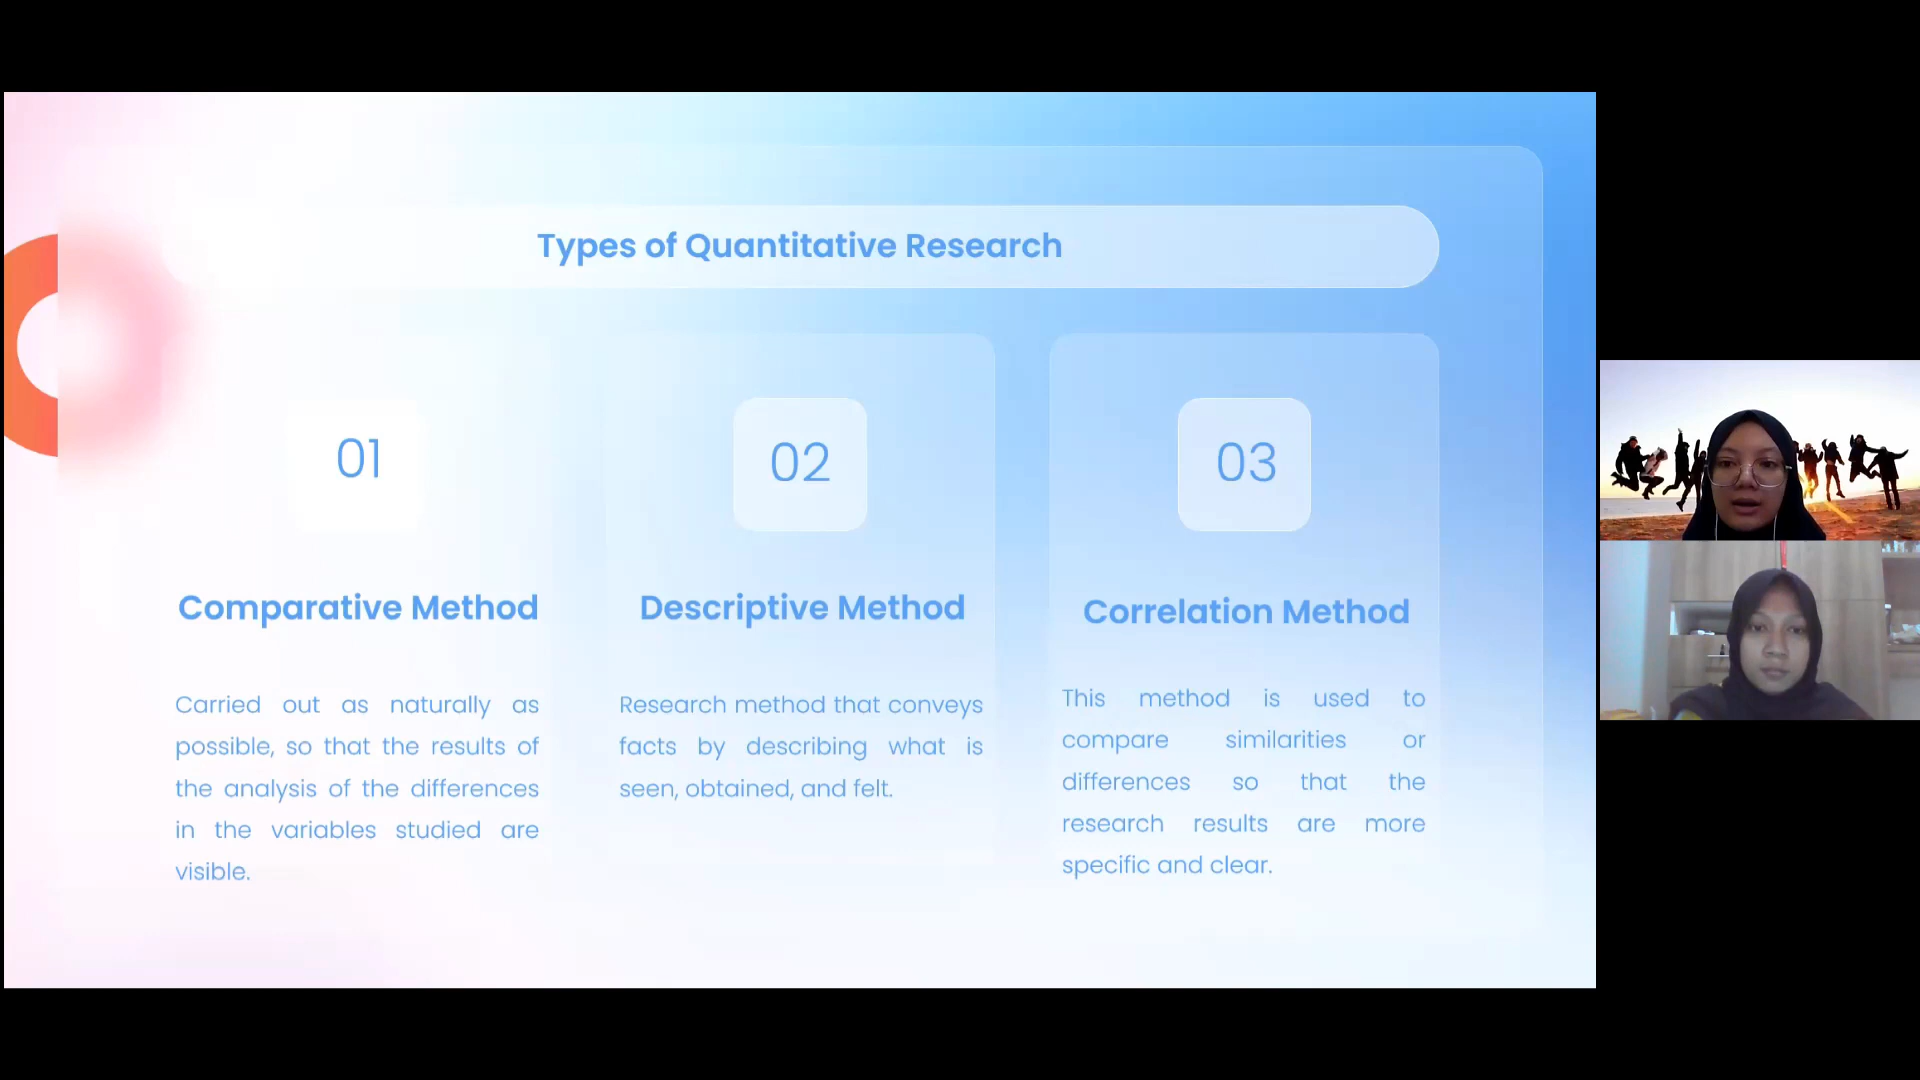 Types of Quantitative Research
01
Comparative Method
Carried out as naturally as
possible, so that the results of
the analysis of the differences
in the variables studied are
visible.
02
Descriptive Method
Research method that conveys
facts by describing what is
seen, obtained, and felt.
03
Correlation Method
This method is used to
compare similarities or
differences so that the
research results are more
specific and clear.